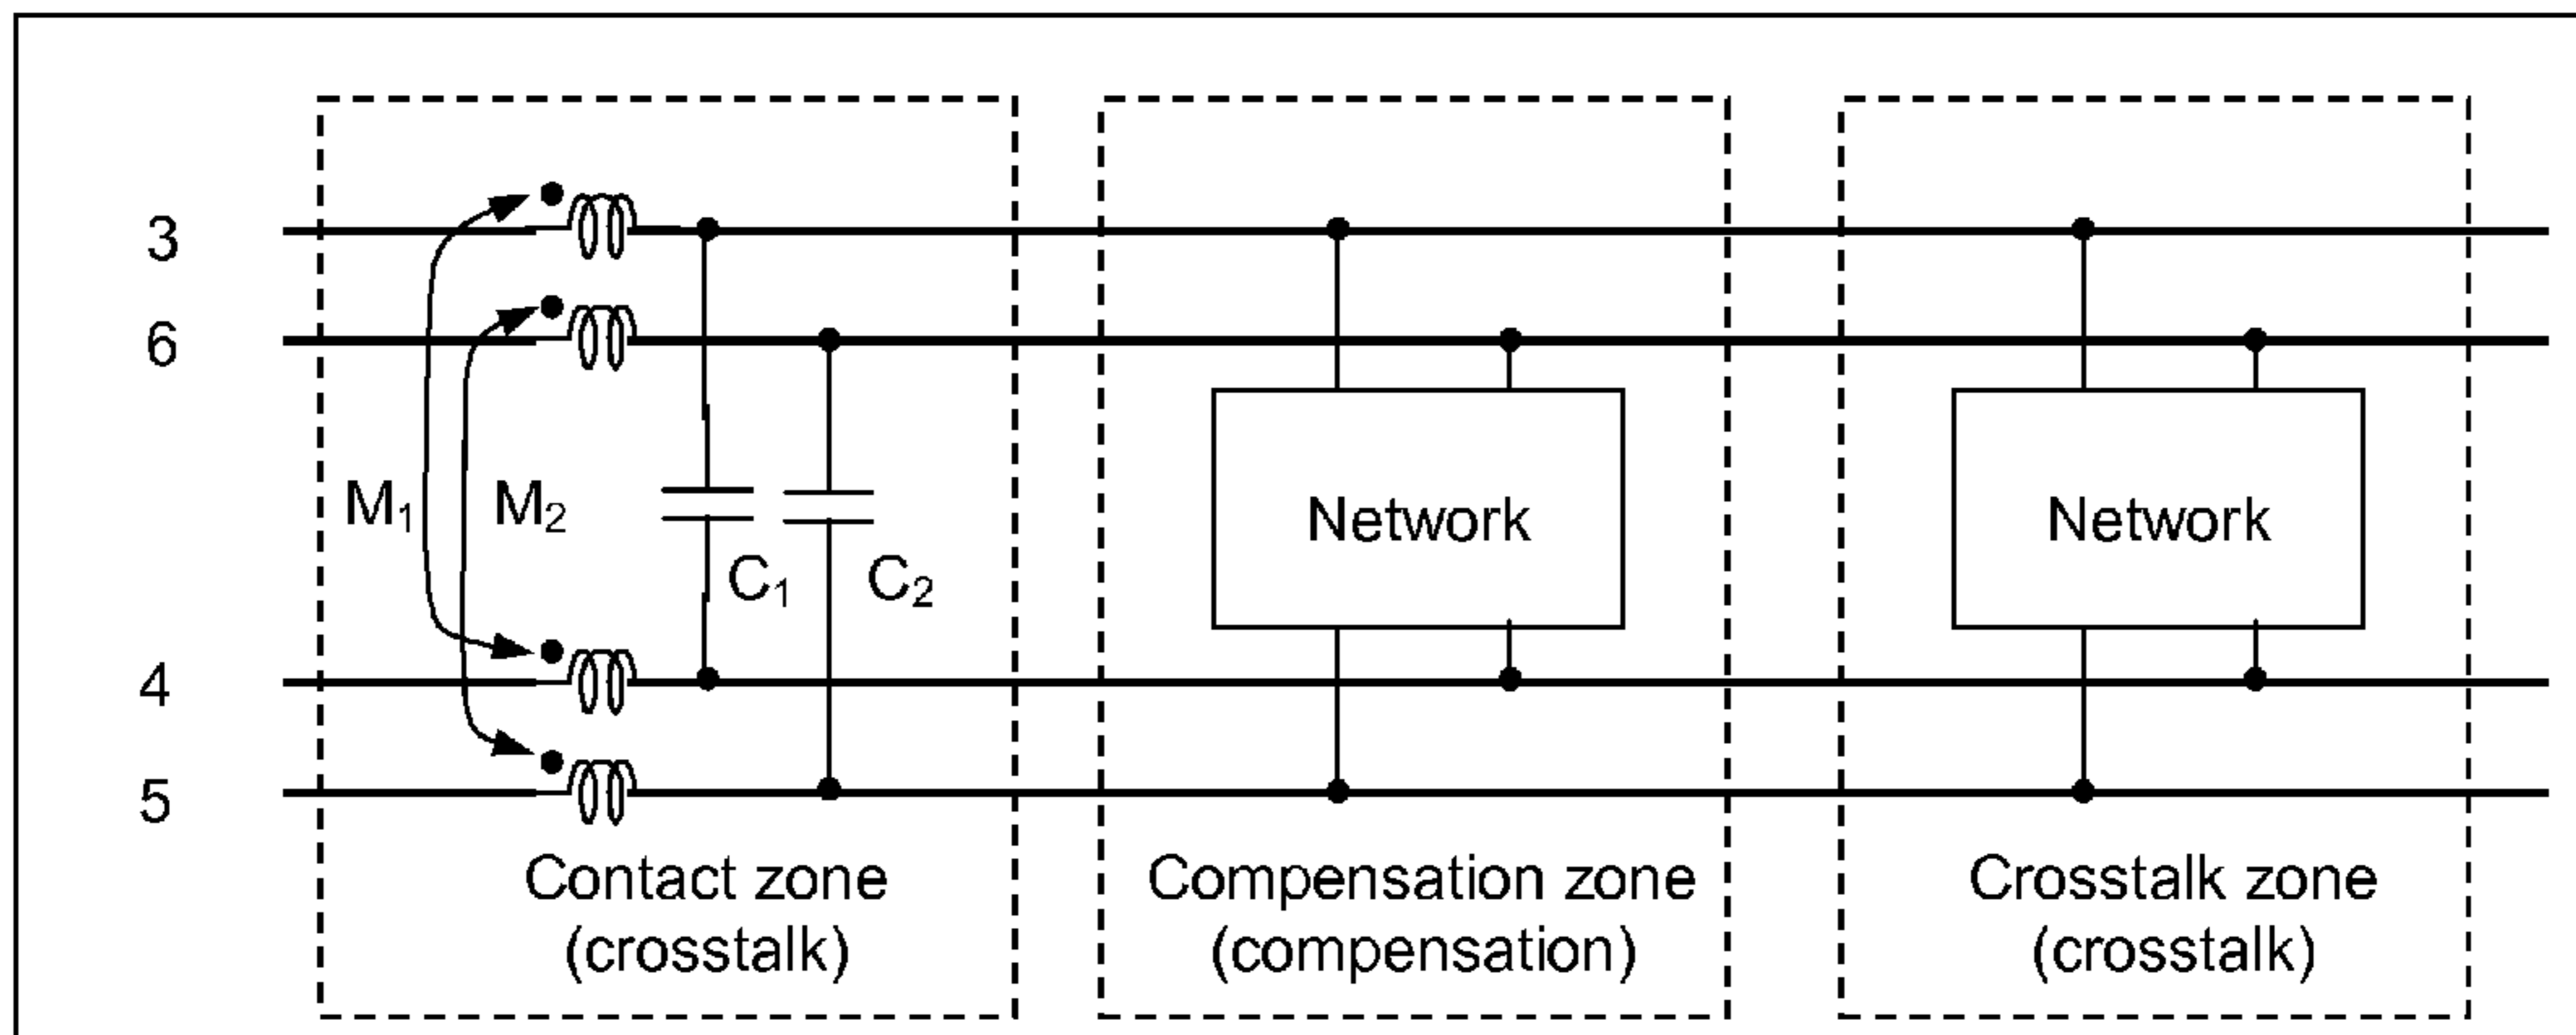 3
6
4
5
M₁
M₂
C₁
C₂
Network
Network
Contact zone
(crosstalk)
Compensation zone
(compensation)
Crosstalk zone
(crosstalk)